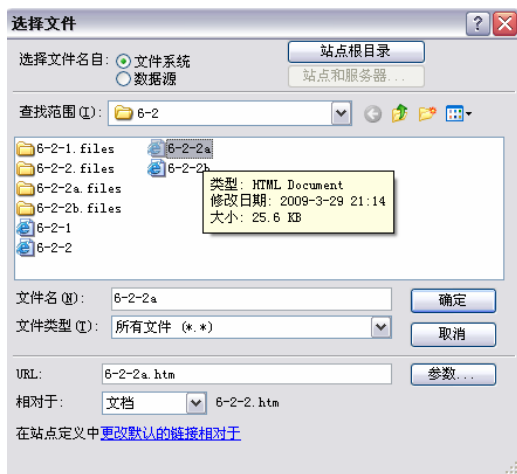 选择文件
选择文件名自: 文件系统
数据源
站点根目录
站点和服务器...
查找范围(I): 6-2
6-2-1.files
6-2-2.files
6-2-2a.files
6-2-2b.files
6-2-1
6-2-2
6-2-2a
6-2-2b
类型: HTML Document
修改日期: 2009-3-29 21:14
大小: 25.6 KB
文件名(N): 6-2-2a 确定
文件类型(T): 所有文件 (*.*) 取消
URL: 6-2-2a.htm 参数...
相对于: 文档 6-2-2.htm
在站点定义中更改默认的链接相对于